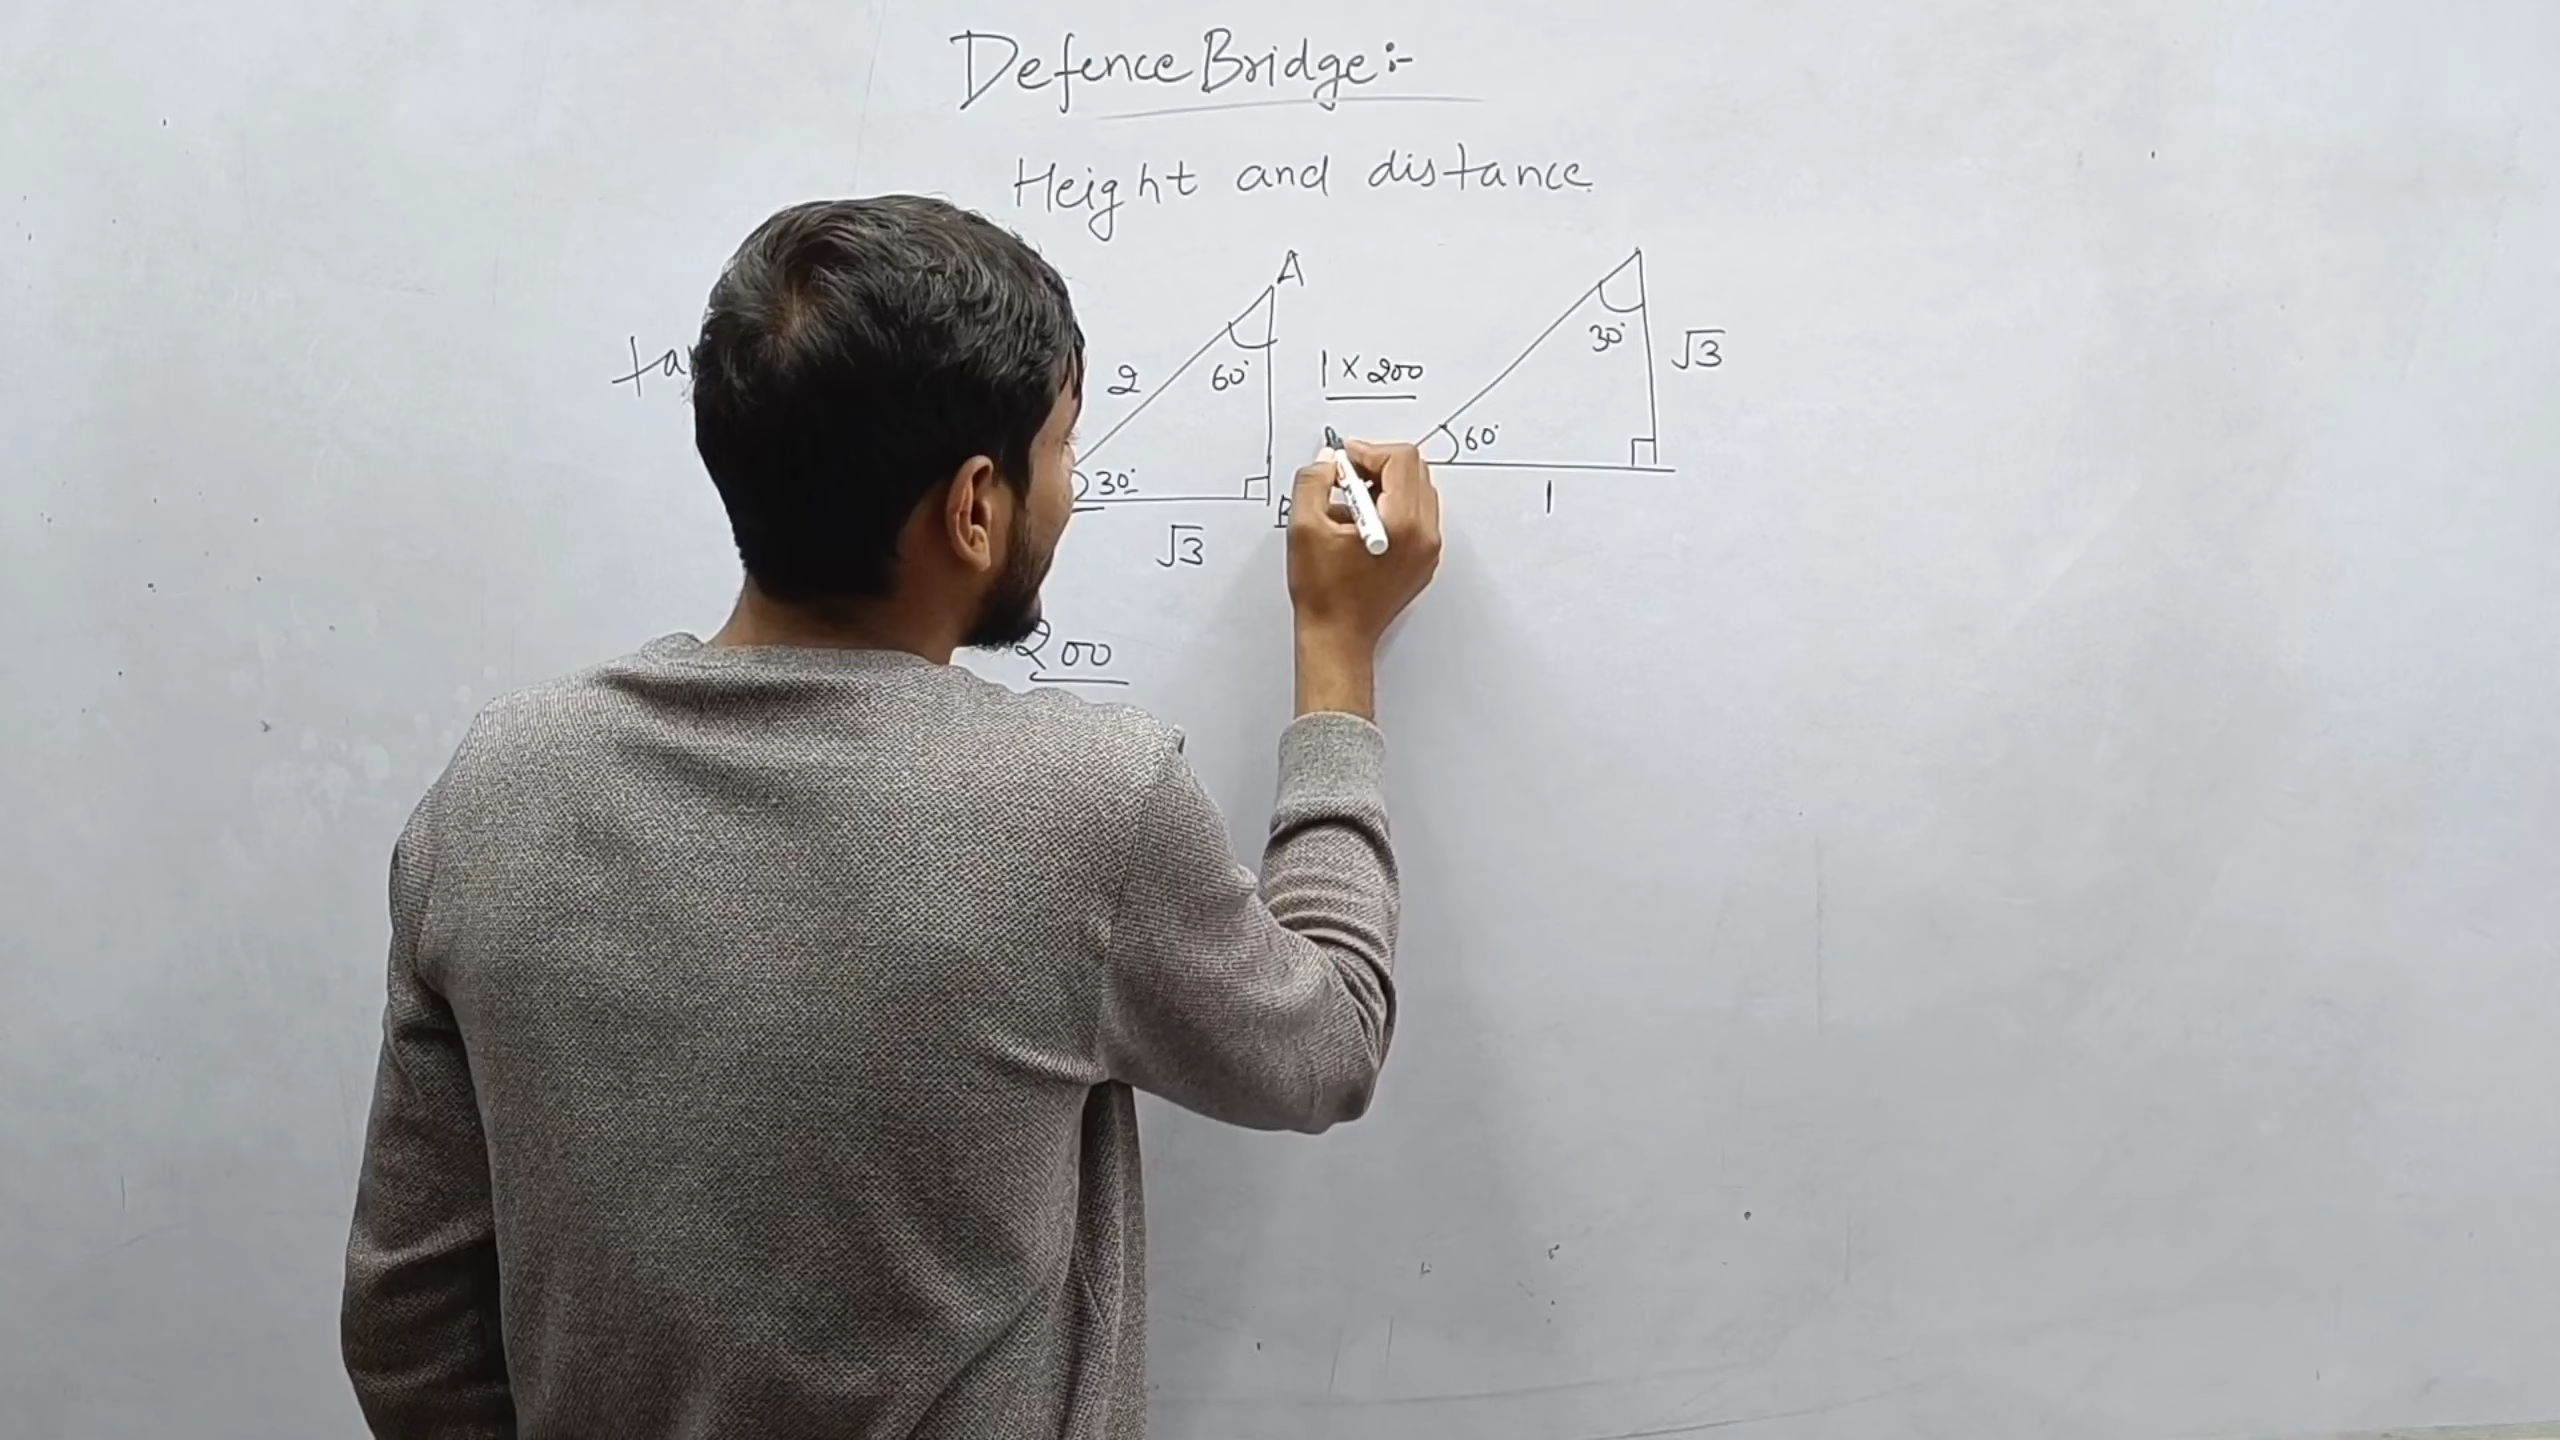 Defence Bridge:-
Height and distance
A
2
60°
1 × 200
30°
√3
60°
30°
B
√3
1
200